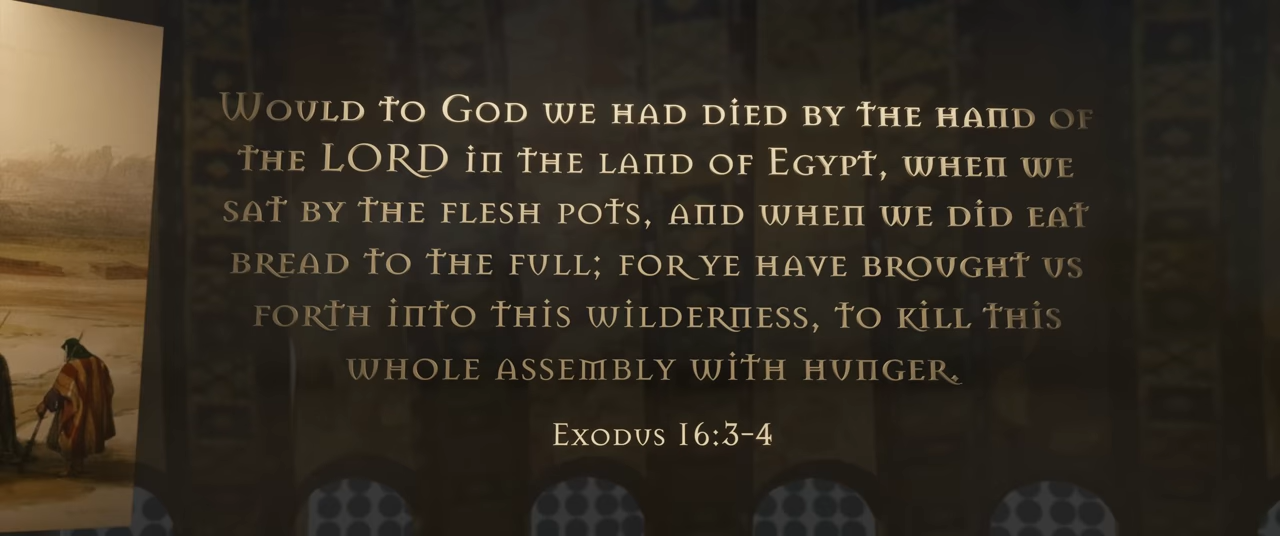 Would to God we had died by the hand of
the LORD in the land of Egypt, when we
sat by the flesh pots, and when we did eat
bread to the full; for ye have brought us
forth into this wilderness, to kill this
whole assembly with hunger.
Exodus 16:3-4